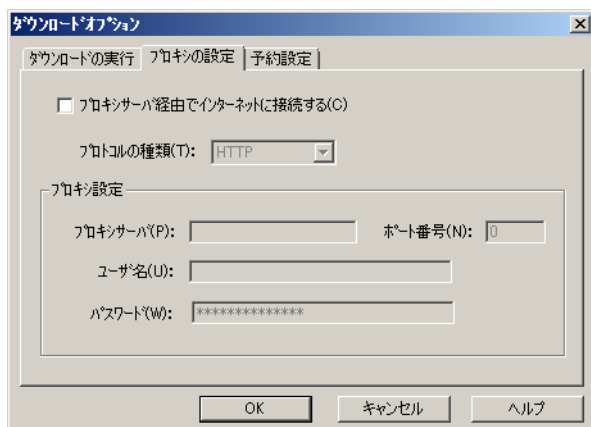 ﾀﾞｳﾝﾛｰﾄﾞｵﾌﾟｼｮﾝ
ﾀﾞｳﾝﾛｰﾄﾞの実行 ﾌﾟﾛｷｼの設定 予約設定
ﾌﾟﾛｷｼｻｰﾊﾞ経由でｲﾝﾀｰﾈｯﾄに接続する(C)
ﾌﾟﾛﾄｺﾙの種類(T): HTTP
ﾌﾟﾛｷｼ設定
ﾌﾟﾛｷｼｻｰﾊﾞ(P): ﾎﾟｰﾄ番号(N): 0
ﾕｰｻﾞ名(U):
ﾊﾟｽﾜｰﾄﾞ(W): **************
OK キャンセル ヘルプ